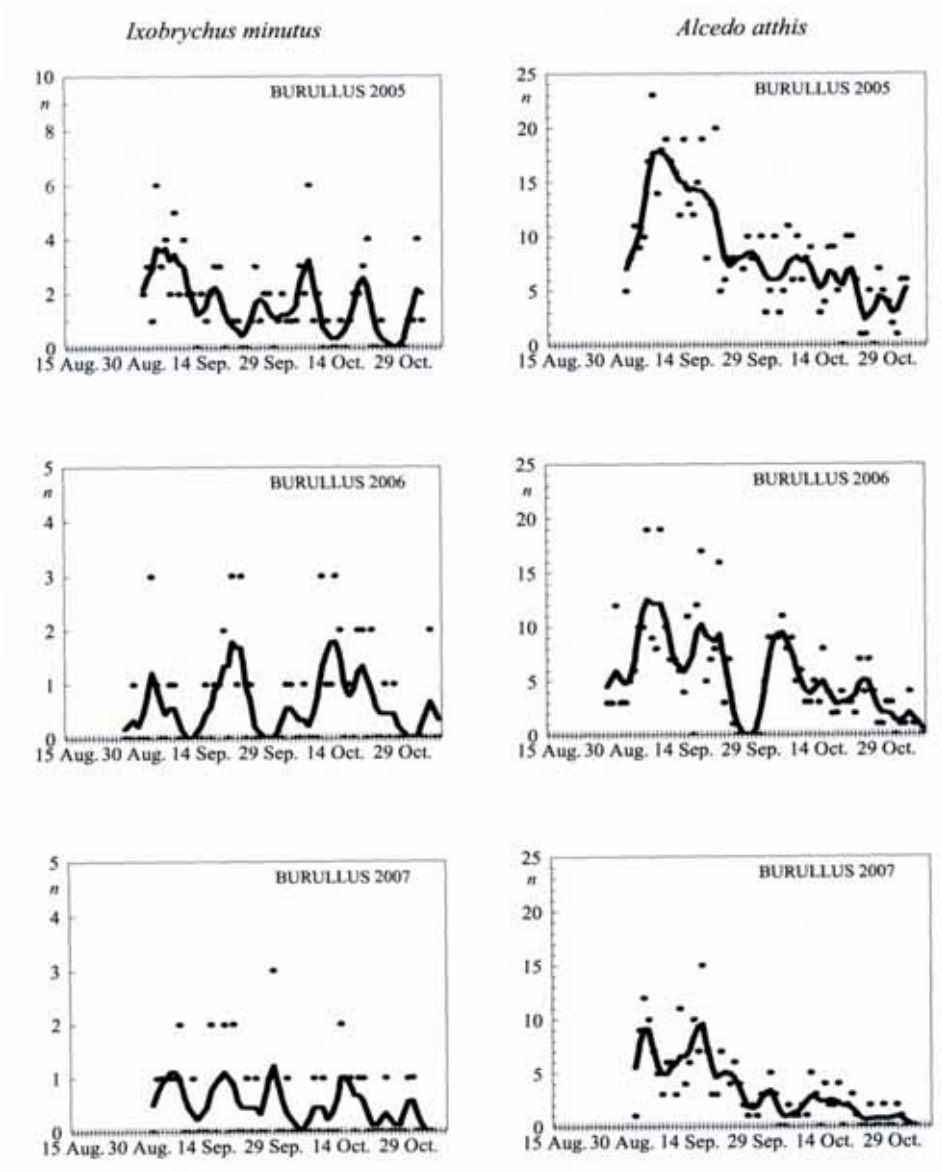 Ixobrychus minutus
Alcedo atthis
BURULLUS 2005
10
n
8
6
4
2
0
15 Aug. 30 Aug. 14 Sep. 29 Sep. 14 Oct. 29 Oct.
BURULLUS 2005
25
n
20
15
10
5
0
15 Aug. 30 Aug. 14 Sep. 29 Sep. 14 Oct. 29 Oct.
BURULLUS 2006
5
n
4
3
2
1
0
15 Aug. 30 Aug. 14 Sep. 29 Sep. 14 Oct. 29 Oct.
BURULLUS 2006
25
n
20
15
10
5
0
15 Aug. 30 Aug. 14 Sep. 29 Sep. 14 Oct. 29 Oct.
BURULLUS 2007
5
n
4
3
2
1
0
15 Aug. 30 Aug. 14 Sep. 29 Sep. 14 Oct. 29 Oct.
BURULLUS 2007
25
n
20
15
10
5
0
15 Aug. 30 Aug. 14 Sep. 29 Sep. 14 Oct. 29 Oct.